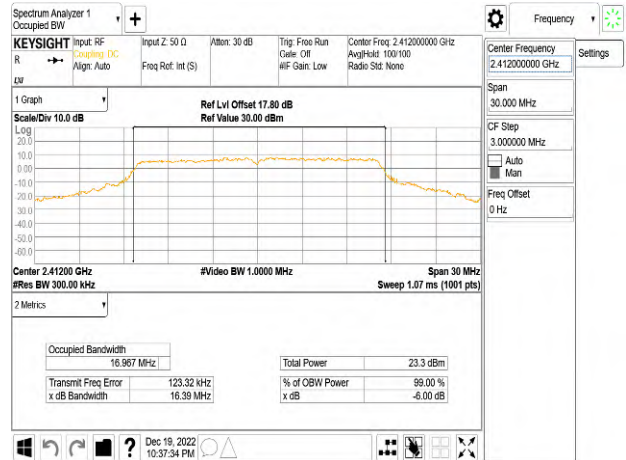 Spectrum Analyzer 1
Occupied BW
Frequency
KEYSIGHT
R
Input: RF
Coupling: DC
Align: Auto
Input Z: 50 Ω
Freq Ref: Int (S)
Atten: 30 dB
Trig: Free Run
Gate: Off
#IF Gain: Low
Center Freq: 2.412000000 GHz
Avg|Hold: 100/100
Radio Std: None
Center Frequency
2.412000000 GHz
Settings
Span
30.000 MHz
CF Step
3.000000 MHz
Auto
Man
Freq Offset
0 Hz
1 Graph
Scale/Div 10.0 dB
Ref Lvl Offset 17.80 dB
Ref Value 30.00 dBm
Log
20.0
10.0
0.00
-10.0
-20.0
-30.0
-40.0
-50.0
-60.0
Center 2.41200 GHz
#Video BW 1.0000 MHz
Span 30 MHz
#Res BW 300.00 kHz
Sweep 1.07 ms (1001 pts)
2 Metrics
Occupied Bandwidth
16.967 MHz
Total Power 23.3 dBm
Transmit Freq Error 123.32 kHz
% of OBW Power 99.00 %
x dB Bandwidth 16.39 MHz
x dB -6.00 dB
?
Dec 19, 2022
10:37:34 PM